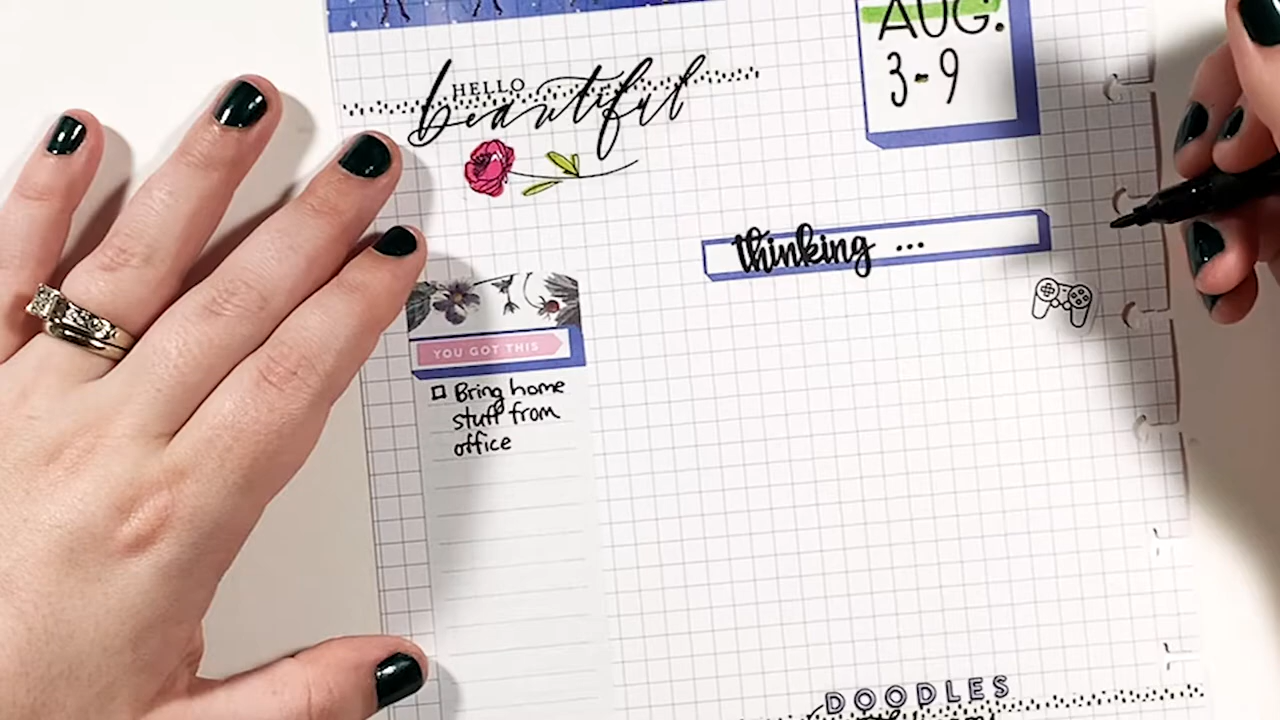 AUG.
3-9
HELLO
beautiful
thinking ...
YOU GOT THIS
Bring home
stuff from
office
DOODLES